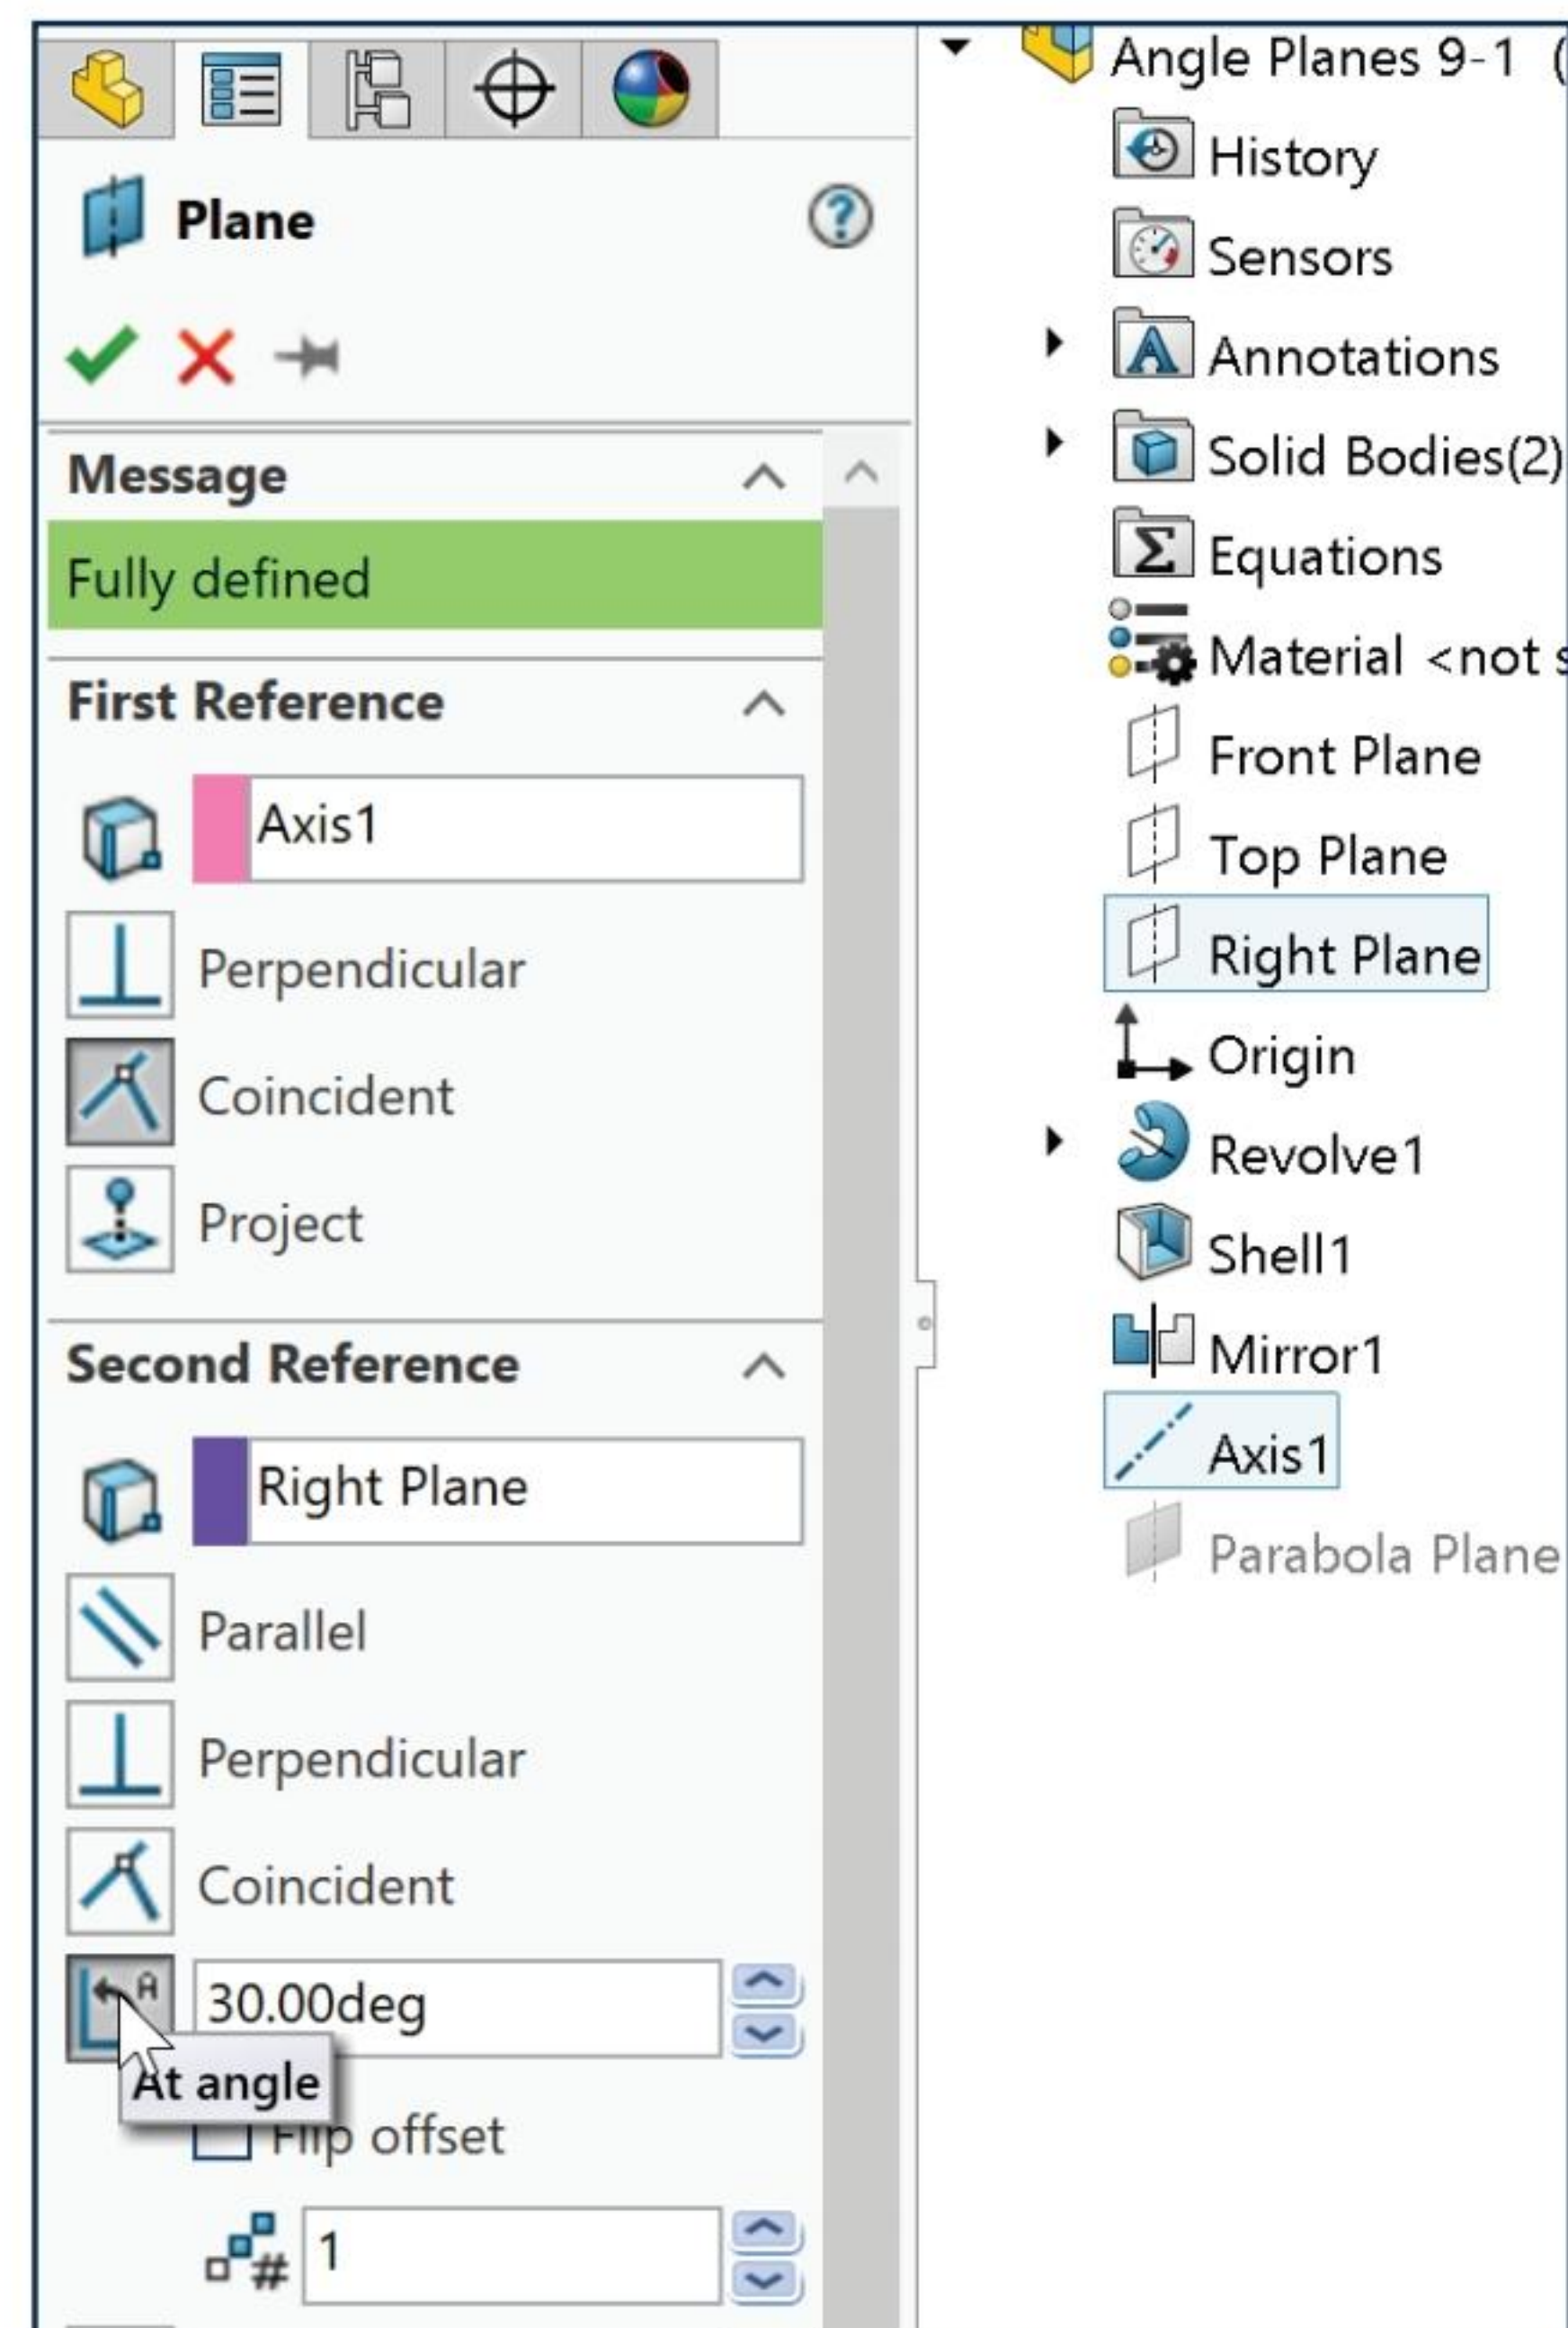 Plane
Message
Fully defined
First Reference
Axis1
Perpendicular
Coincident
Project
Second Reference
Right Plane
Parallel
Perpendicular
Coincident
30.00deg
At angle
Flip offset
1
Angle Planes 9-1 (
History
Sensors
Annotations
Solid Bodies(2)
Equations
Material <not s
Front Plane
Top Plane
Right Plane
Origin
Revolve1
Shell1
Mirror1
Axis1
Parabola Plane